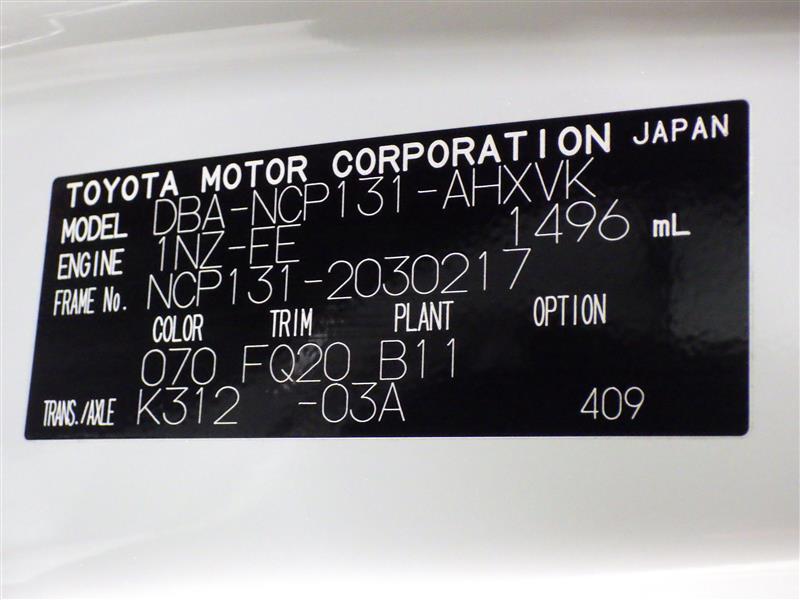 TOYOTA MOTOR CORPORATION JAPAN
MODEL DBA-NCP131-AHXVK
ENGINE 1NZ-FE 1496 mL
FRAME No. NCP131-2030217
COLOR TRIM PLANT OPTION
070 FQ20 B11
TRANS./AXLE K312 -03A 409